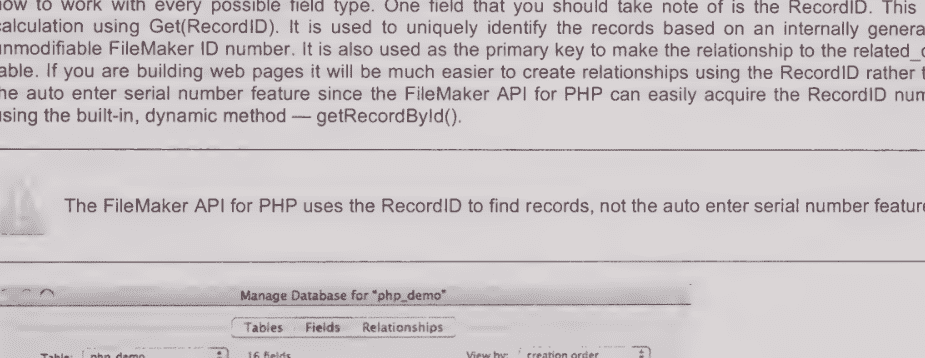 how to work with every possible field type. One field that you should take note of is the RecordID. This
calculation using Get(RecordID). It is used to uniquely identify the records based on an internally genera
unmodifiable FileMaker ID number. It is also used as the primary key to make the relationship to the related_
table. If you are building web pages it will be much easier to create relationships using the RecordID rather
the auto enter serial number feature since the FileMaker API for PHP can easily acquire the RecordID num
using the built-in, dynamic method — getRecordById().
The FileMaker API for PHP uses the RecordID to find records, not the auto enter serial number feature
Manage Database for "php_demo"
Tables Fields Relationships
Table: php_demo 16 fields View by: creation order